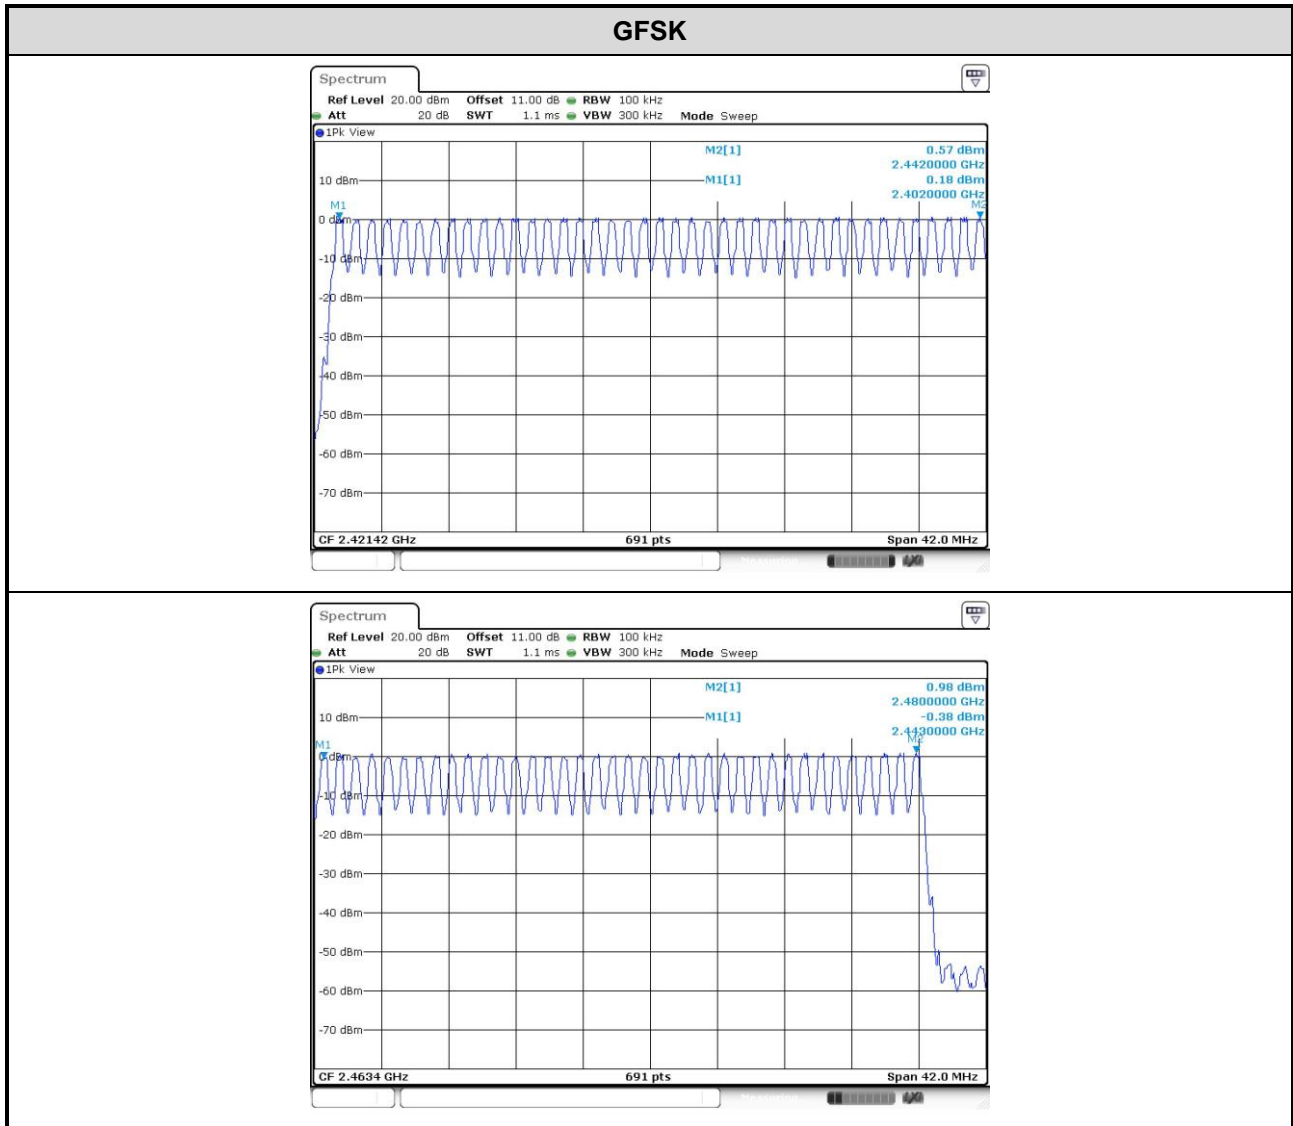 GFSK
Spectrum
Ref Level 20.00 dBm Offset 11.00 dB RBW 100 kHz
Att 20 dB SWT 1.1 ms VBW 300 kHz Mode Sweep
1Pk View
M2[1] 0.57 dBm
2.4420000 GHz
10 dBm M1[1] 0.18 dBm
2.4020000 GHz
M1 M2
0 dBm
-10 dBm
-20 dBm
-30 dBm
-40 dBm
-50 dBm
-60 dBm
-70 dBm
CF 2.42142 GHz 691 pts Span 42.0 MHz
Measuring
Spectrum
Ref Level 20.00 dBm Offset 11.00 dB RBW 100 kHz
Att 20 dB SWT 1.1 ms VBW 300 kHz Mode Sweep
1Pk View
M2[1] 0.98 dBm
2.4800000 GHz
10 dBm M1[1] -0.38 dBm
2.4430000 GHz
M1 M2
0 dBm
-10 dBm
-20 dBm
-30 dBm
-40 dBm
-50 dBm
-60 dBm
-70 dBm
CF 2.4634 GHz 691 pts Span 42.0 MHz
Measuring